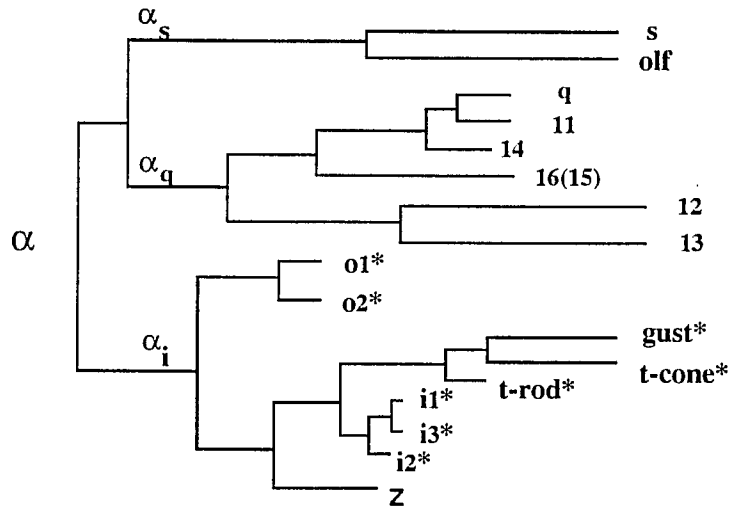 αs
s
olf
q
11
14
αq
16(15)
12
13
α
o1*
o2*
αi
gust*
t-cone*
t-rod*
i1*
i3*
i2*
z